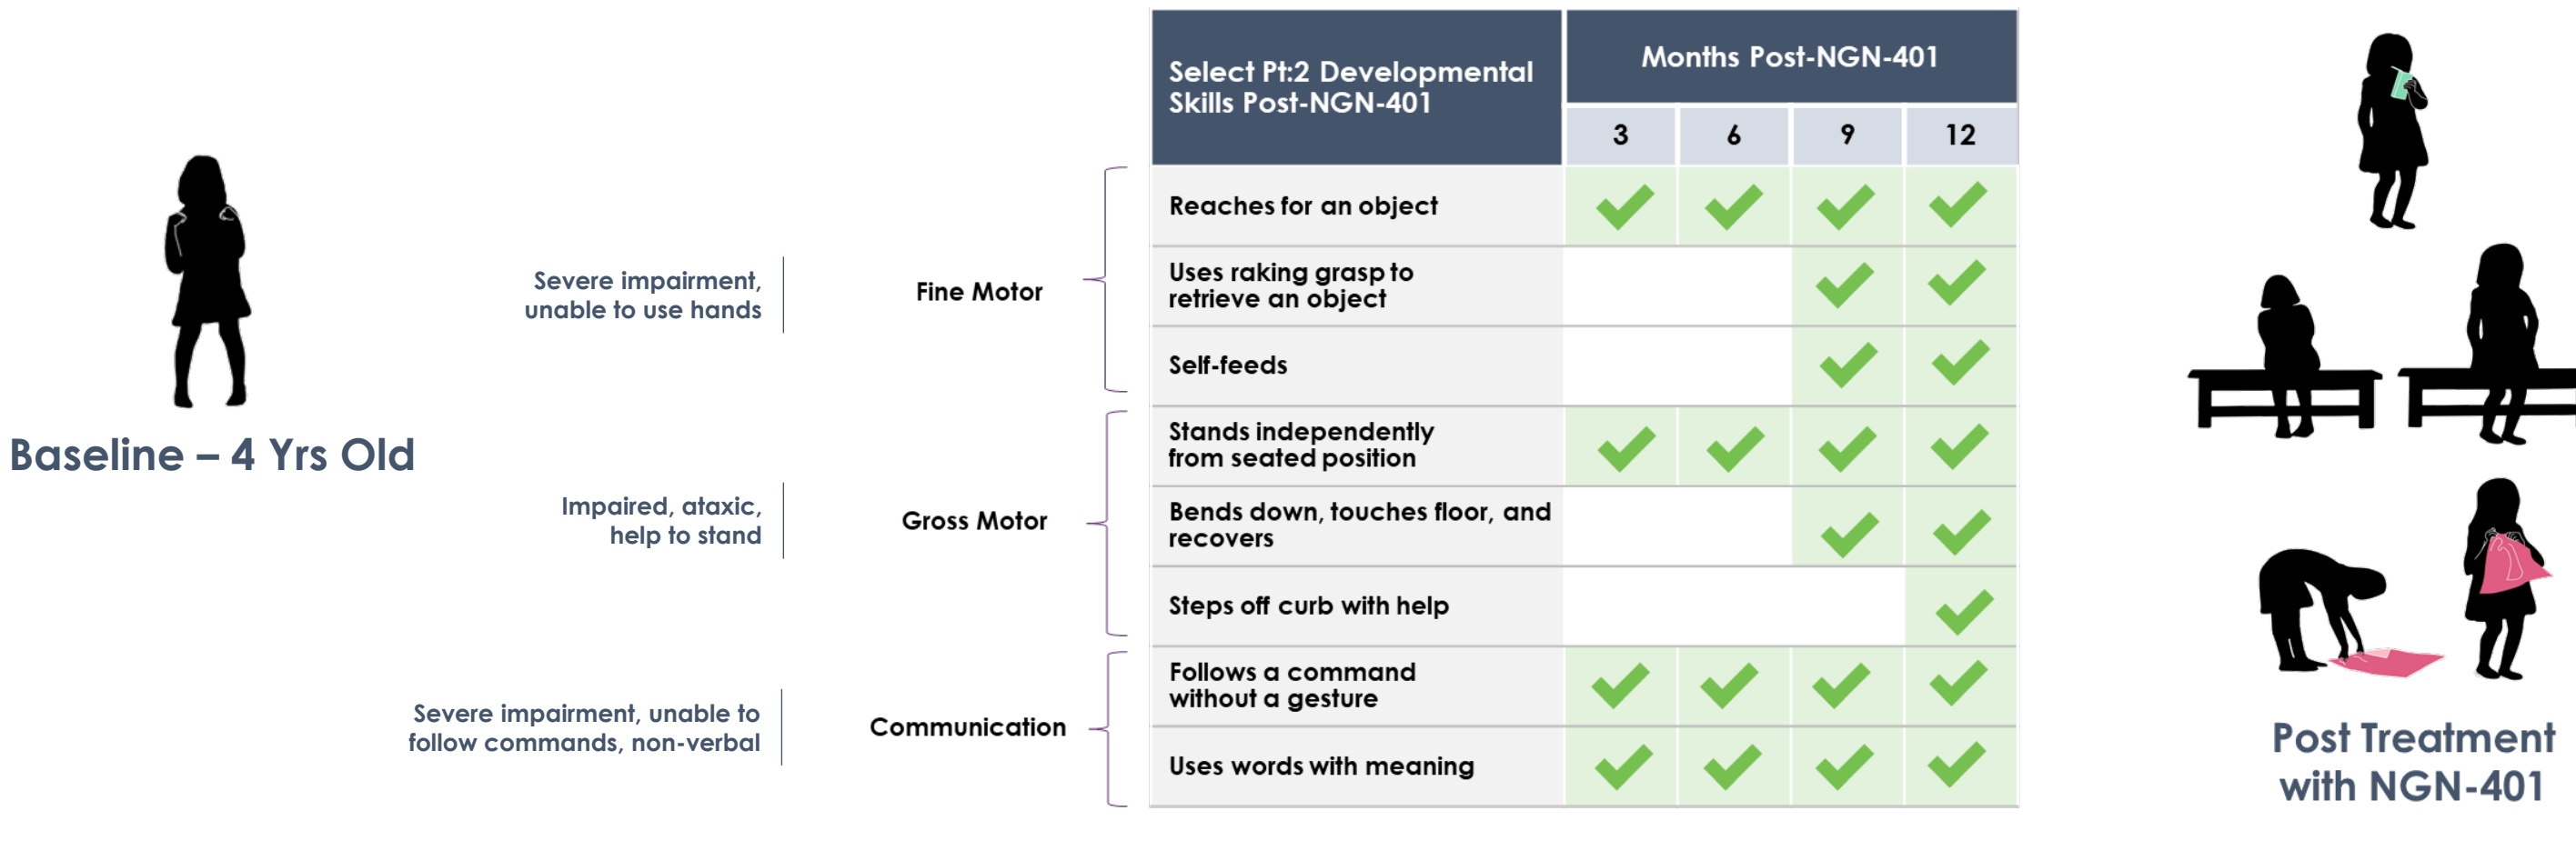 Baseline – 4 Yrs Old
Severe impairment,
unable to use hands
Impaired, ataxic,
help to stand
Severe impairment, unable to
follow commands, non-verbal
Fine Motor
Gross Motor
Communication
Select Pt:2 Developmental
Skills Post-NGN-401
Months Post-NGN-401
3 6 9 12
Reaches for an object
Uses raking grasp to
retrieve an object
Self-feeds
Stands independently
from seated position
Bends down, touches floor, and
recovers
Steps off curb with help
Follows a command
without a gesture
Uses words with meaning
Post Treatment
with NGN-401